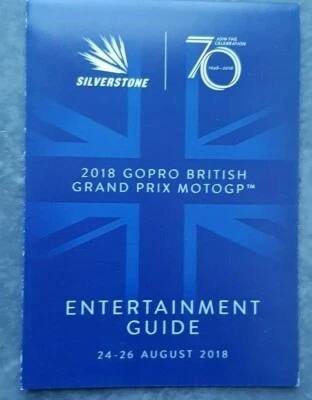 SILVERSTONE
JOIN THE
CELEBRATION
70
1948-2018
2018 GOPRO BRITISH
GRAND PRIX MOTOGP™
ENTERTAINMENT
GUIDE
24-26 AUGUST 2018